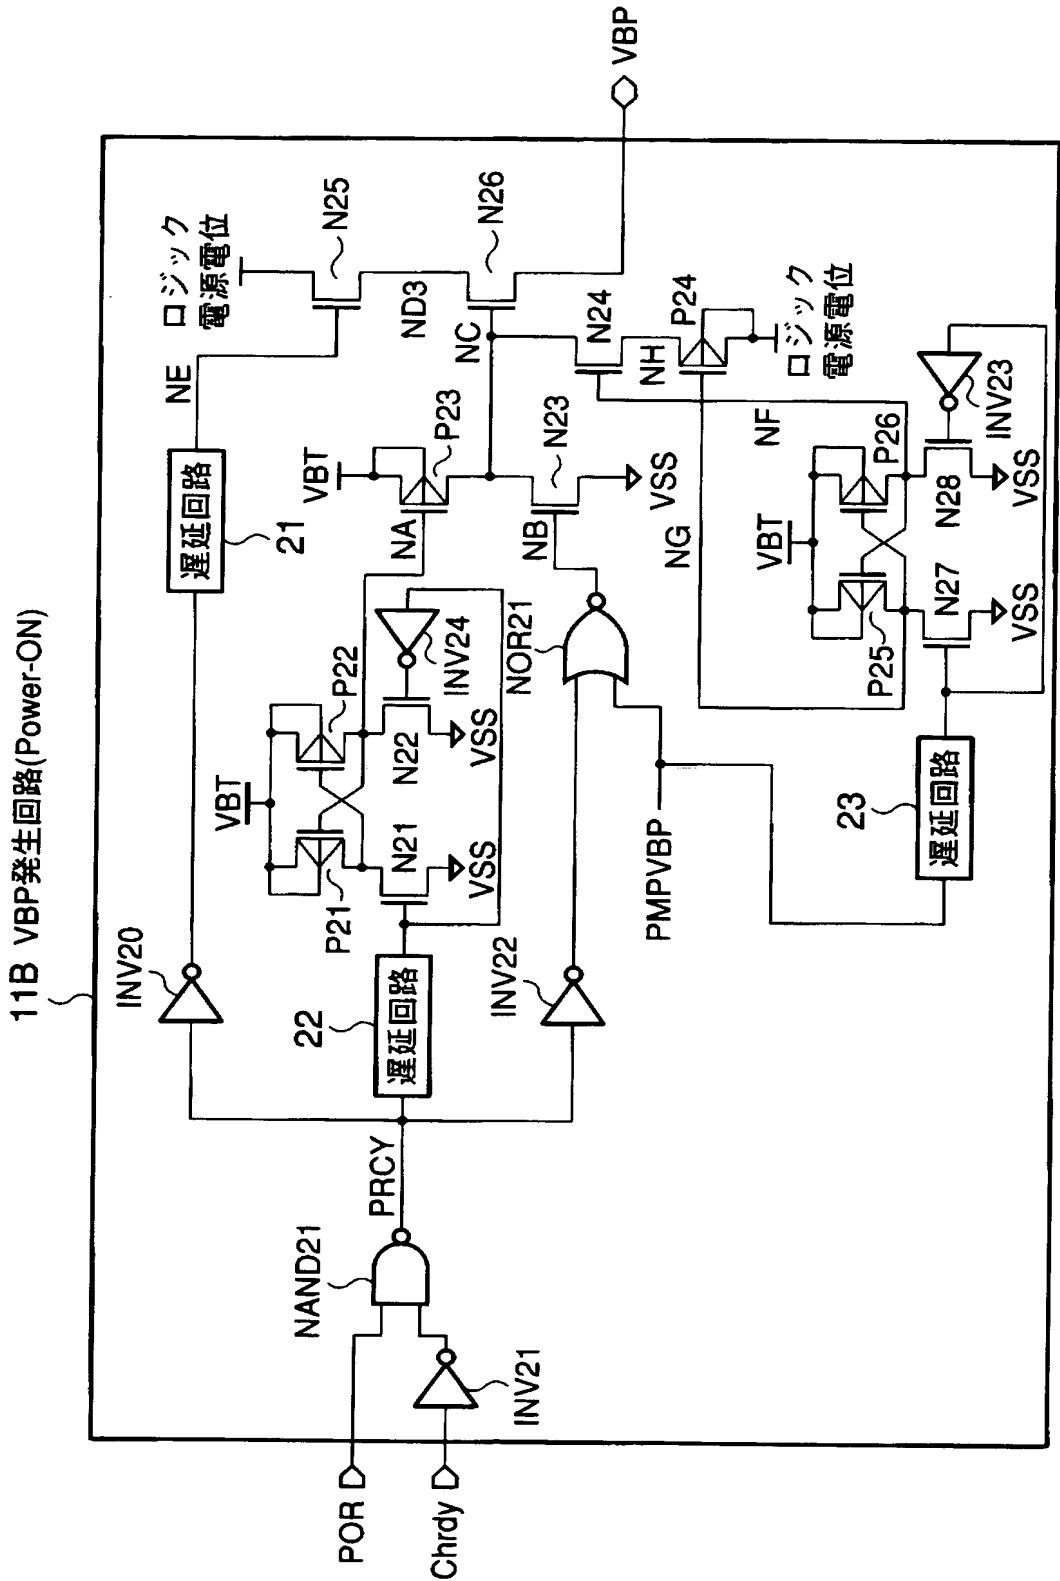 11B VBP発生回路(Power-ON)
POR
Chrdy
INV21
NAND21
PRCY
INV20
22
遅延回路
INV22
VBT
P21
P22
N21
N22
VSS
VSS
INV24
NA
21
遅延回路
NE
ロジック
電源電位
N25
ND3
N26
VBP
VBT
P23
NC
N23
NB
VSS
NOR21
PMPVBP
N24
NH
P24
ロジック
電源電位
NG
NF
23
遅延回路
VBT
P25
P26
N27
N28
VSS
VSS
INV23